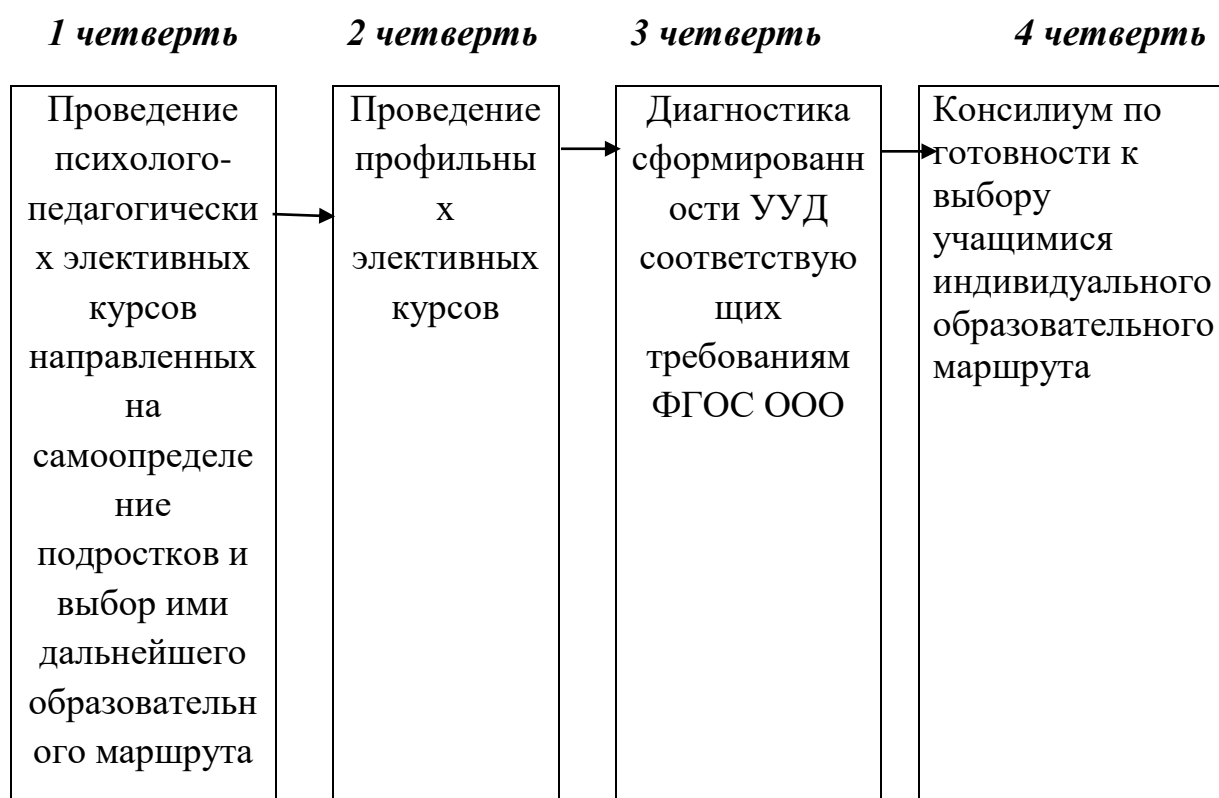 1 четверть 2 четверть 3 четверть 4 четверть
Проведение
психолого-
педагогически
х элективных
курсов
направленных
на
самоопределе
ние
подростков и
выбор ими
дальнейшего
образовательн
ого маршрута
Проведение
профильны
х
элективных
курсов
Диагностика
сформированн
ости УУД
соответствую
щих
требованиям
ФГОС ООО
Консилиум по
готовности к
выбору
учащимися
индивидуального
образовательного
маршрута